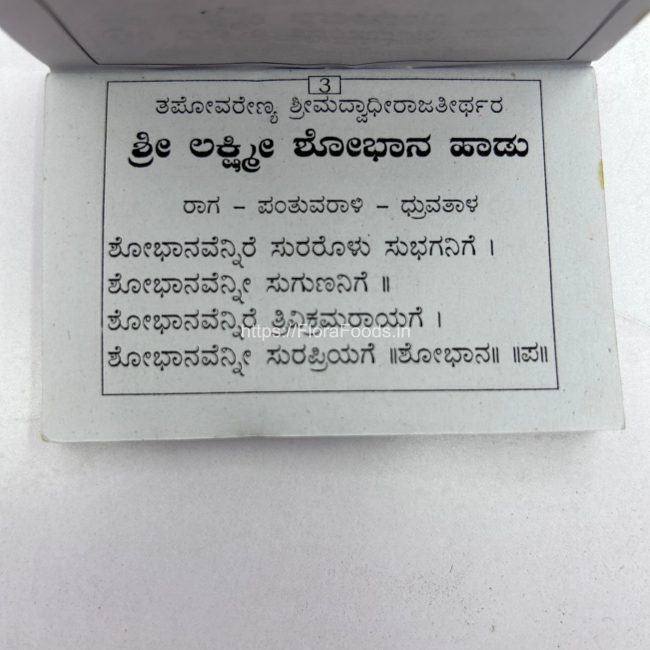 3
ತಪೋವರೇಣ್ಯ ಶ್ರೀಮದ್ವಾಧೀರಾಜತೀರ್ಥರ
ಶ್ರೀ ಲಕ್ಷ್ಮೀ ಶೋಭಾನ ಹಾಡು
ರಾಗ – ಪಂತುವರಾಳಿ – ಧ್ರುವತಾಳ
ಶೋಭಾನವೆನ್ನಿರೆ ಸುರರೊಳು ಸುಭಗನಿಗೆ ।
ಶೋಭಾನವೆನ್ನೀ ಸುಗುಣನಿಗೆ ॥
ಶೋಭಾನವೆನ್ನಿರೆ ತ್ರಿವಿಕ್ರಮರಾಯಗೆ ।
https://FloraFoods.in
ಶೋಭಾನವೆನ್ನೀ ಸುರಪ್ರಿಯಗೆ ॥ಶೋಭಾನ॥ ॥ಪ॥